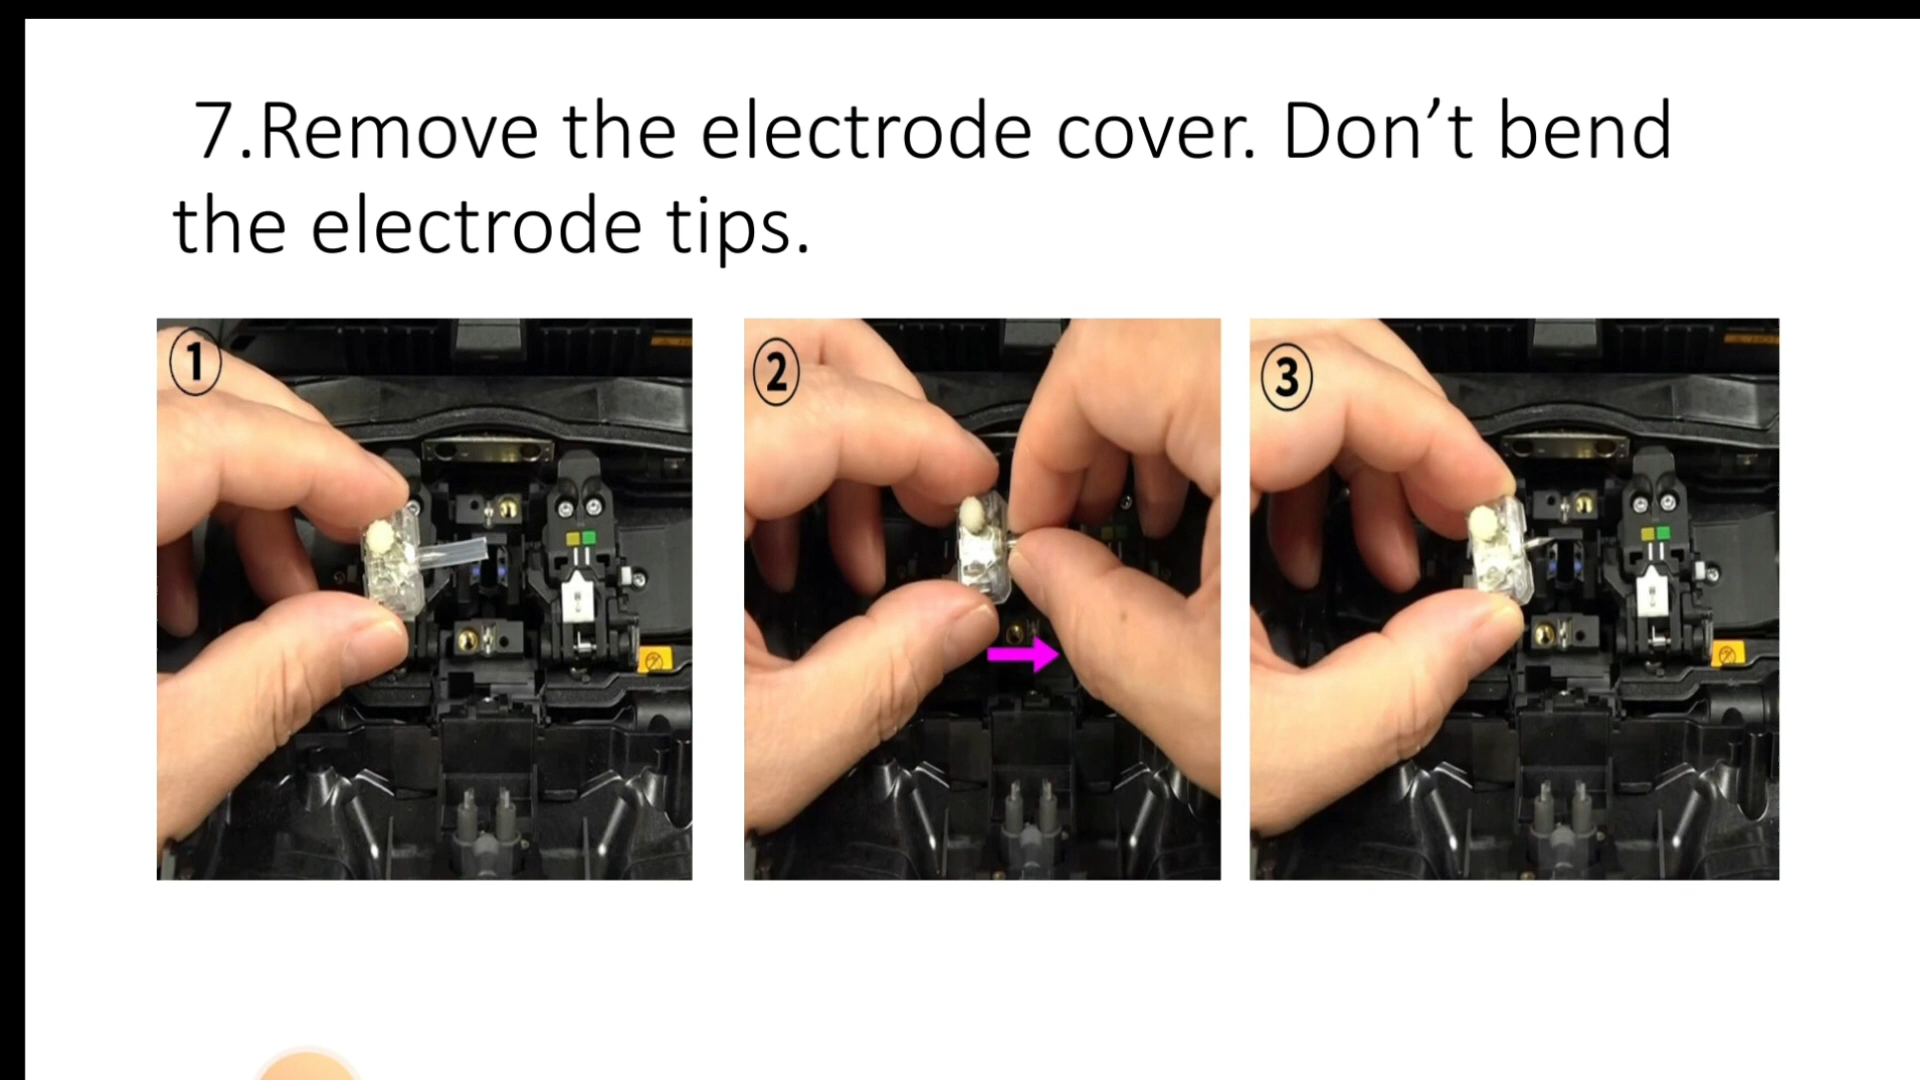 7.Remove the electrode cover. Don’t bend
the electrode tips.
① ② ③